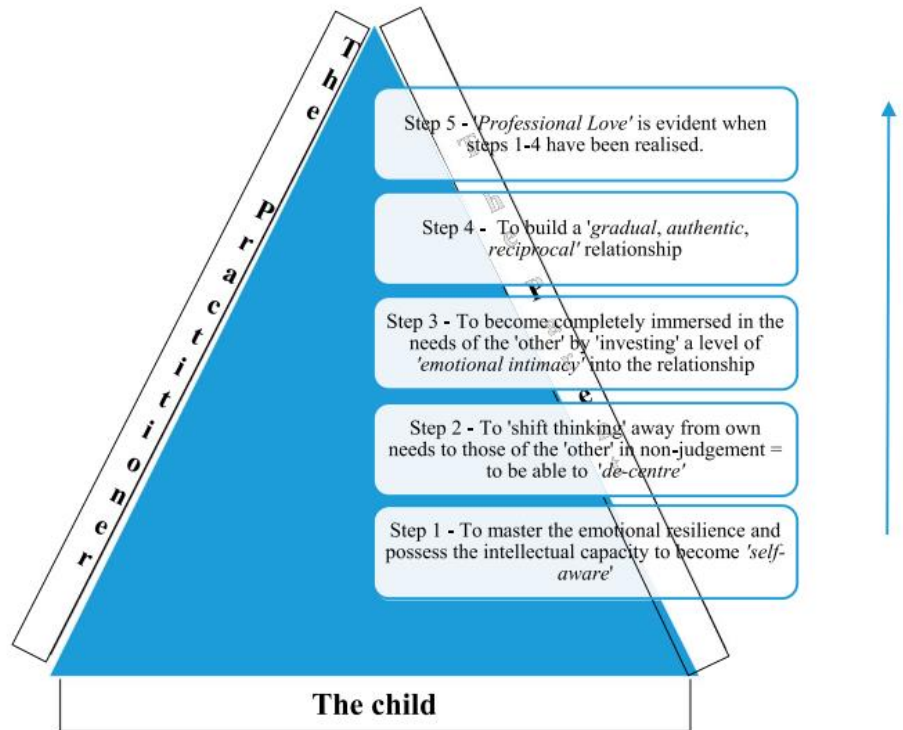 The Practitioner
Step 5 - 'Professional Love' is evident when
steps 1-4 have been realised.
Step 4 - To build a 'gradual, authentic,
reciprocal' relationship
Step 3 - To become completely immersed in the
needs of the 'other' by 'investing' a level of
'emotional intimacy' into the relationship
Step 2 - To 'shift thinking' away from own
needs to those of the 'other' in non-judgement =
to be able to 'de-centre'
Step 1 - To master the emotional resilience and
possess the intellectual capacity to become 'self-
aware'
The child